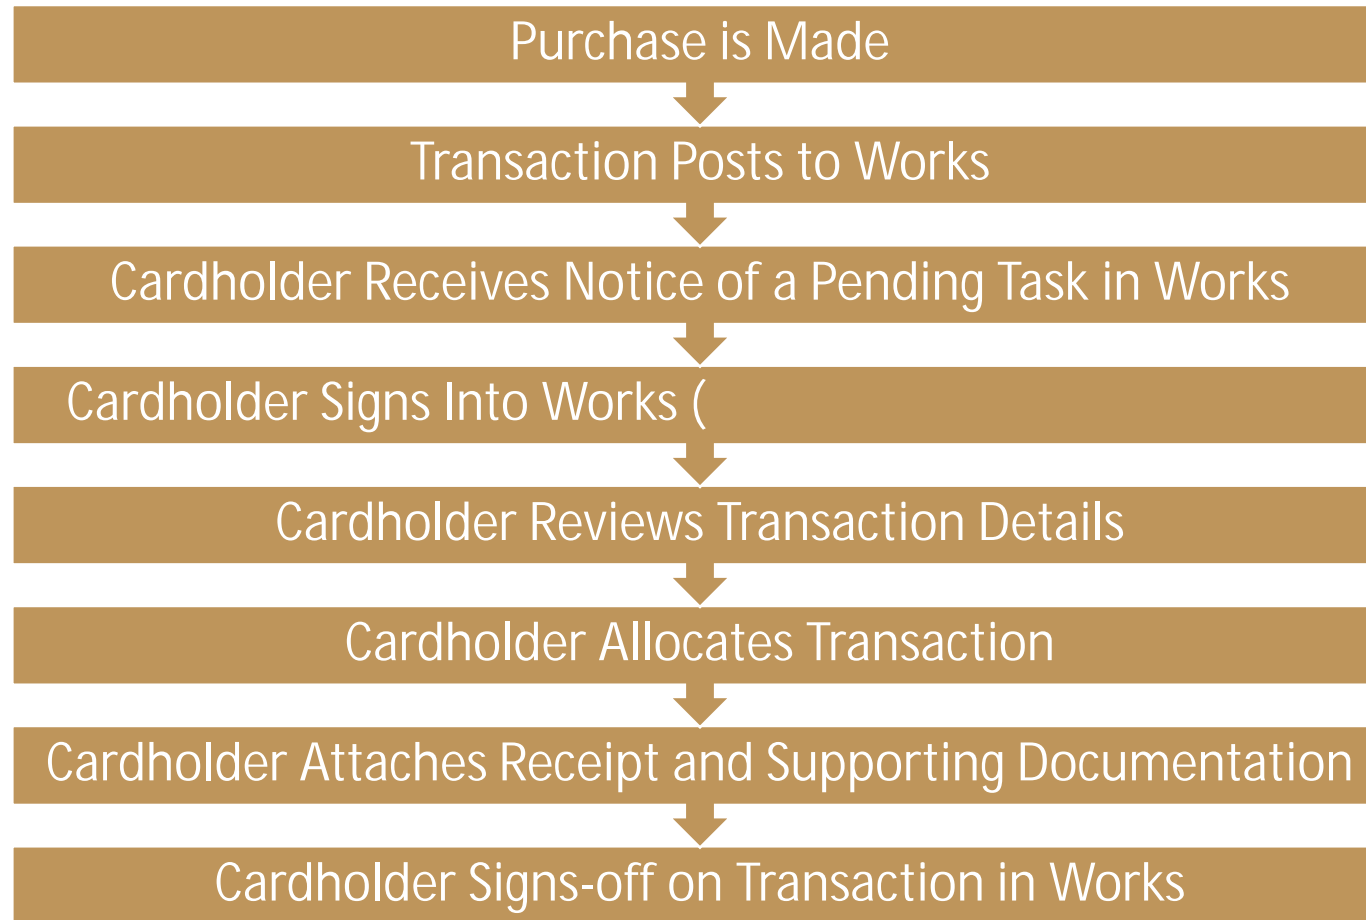 Purchase is Made
Transaction Posts to Works
Cardholder Receives Notice of a Pending Task in Works
Cardholder Signs Into Works (
Cardholder Reviews Transaction Details
Cardholder Allocates Transaction
Cardholder Attaches Receipt and Supporting Documentation
Cardholder Signs-off on Transaction in Works